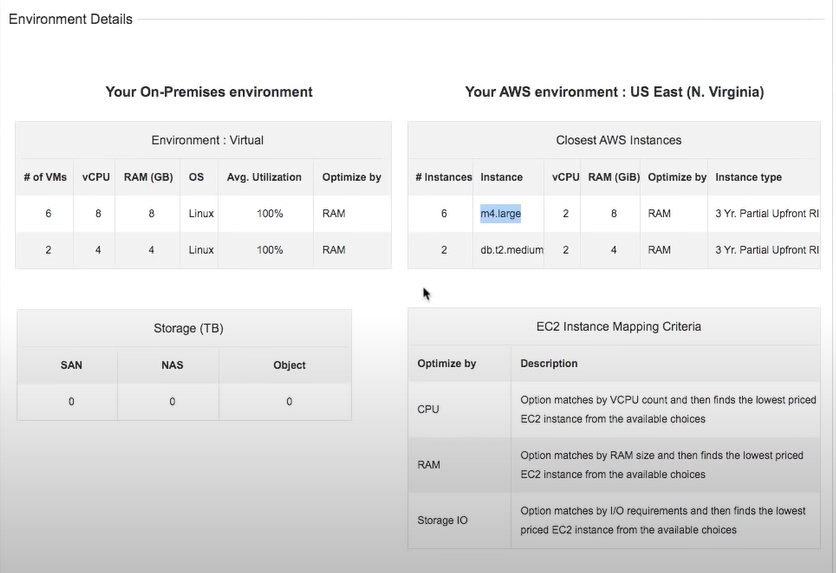 Environment Details
Your On-Premises environment
Environment : Virtual
# of VMs vCPU RAM (GB) OS Avg. Utilization Optimize by
6 8 8 Linux 100% RAM
2 4 4 Linux 100% RAM
Storage (TB)
SAN NAS Object
0 0 0
Your AWS environment : US East (N. Virginia)
Closest AWS Instances
# Instances Instance vCPU RAM (GiB) Optimize by Instance type
6 m4.large 2 8 RAM 3 Yr. Partial Upfront RI
2 db.t2.medium 2 4 RAM 3 Yr. Partial Upfront RI
EC2 Instance Mapping Criteria
Optimize by Description
CPU Option matches by VCPU count and then finds the lowest priced
EC2 instance from the available choices
RAM Option matches by RAM size and then finds the lowest priced
EC2 instance from the available choices
Storage IO Option matches by I/O requirements and then finds the lowest
priced EC2 instance from the available choices